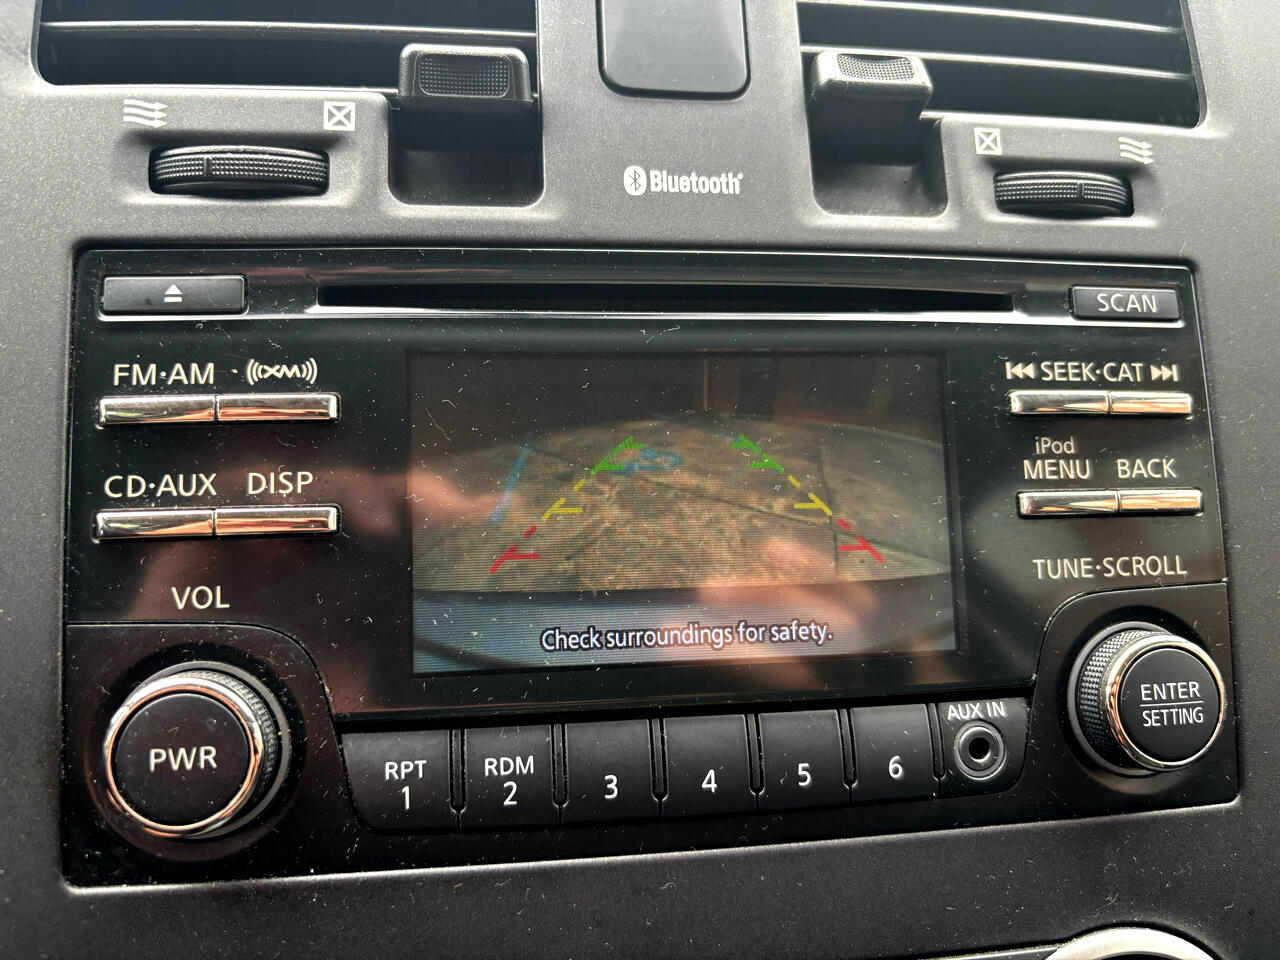 Bluetooth®
SCAN
FM·AM · ((XM))
SEEK·CAT
CD·AUX DISP
iPod
MENU BACK
VOL
TUNE·SCROLL
Check surroundings for safety.
PWR
ENTER
SETTING
AUX IN
RPT
1
RDM
2
3
4
5
6